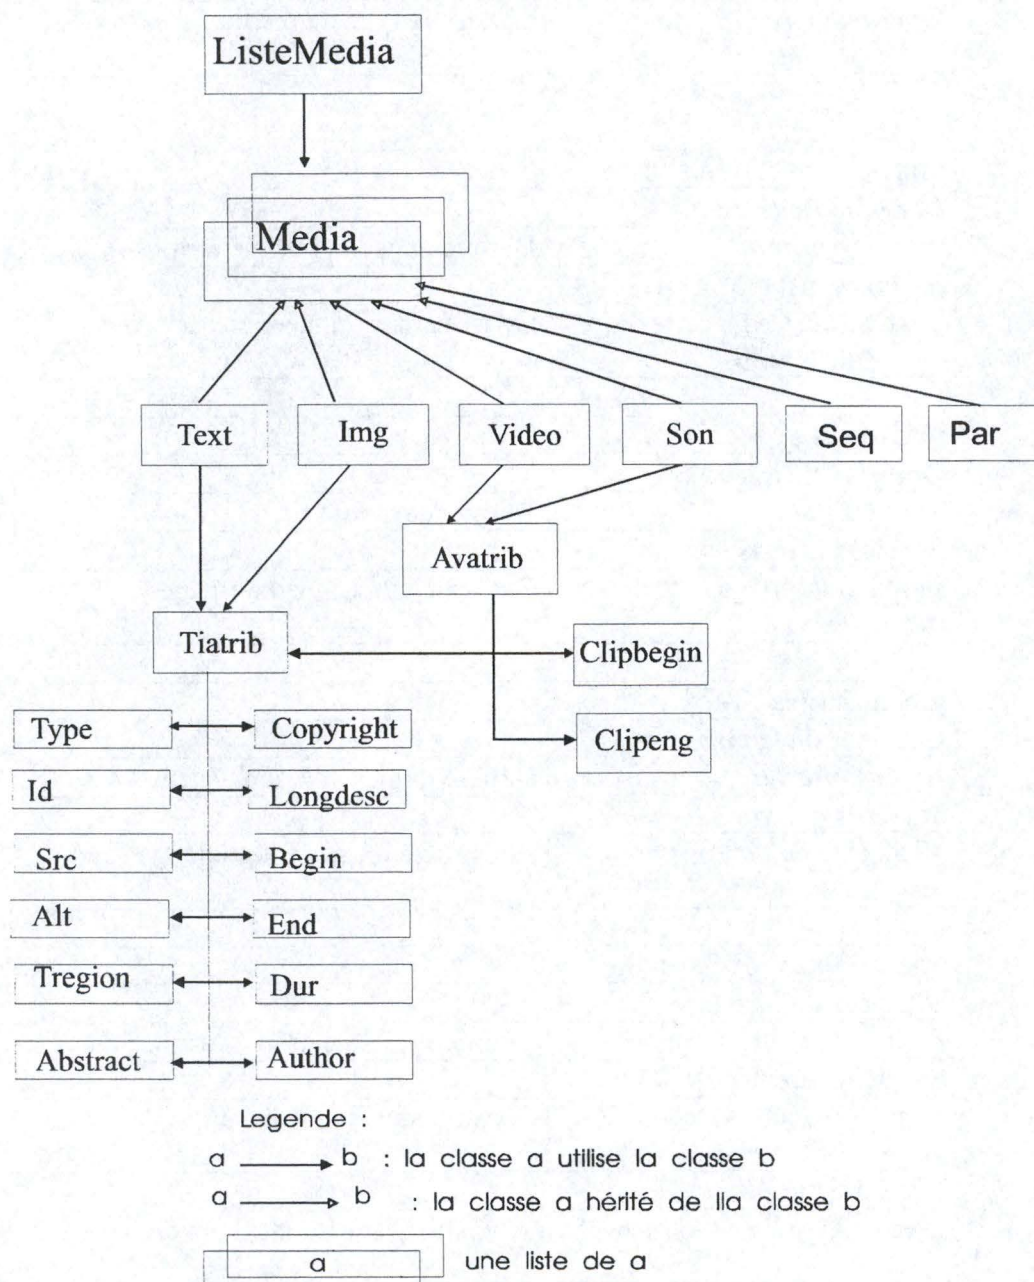 ListeMedia
Media
Text Img Video Son Seq Par
Avatrib
Tiatrib
Clipbegin
Clipeng
Type Copyright
Id Longdesc
Src Begin
Alt End
Tregion Dur
Abstract Author
Legende :
a b : la classe a utilise la classe b
a b : la classe a hérité de lla classe b
a une liste de a